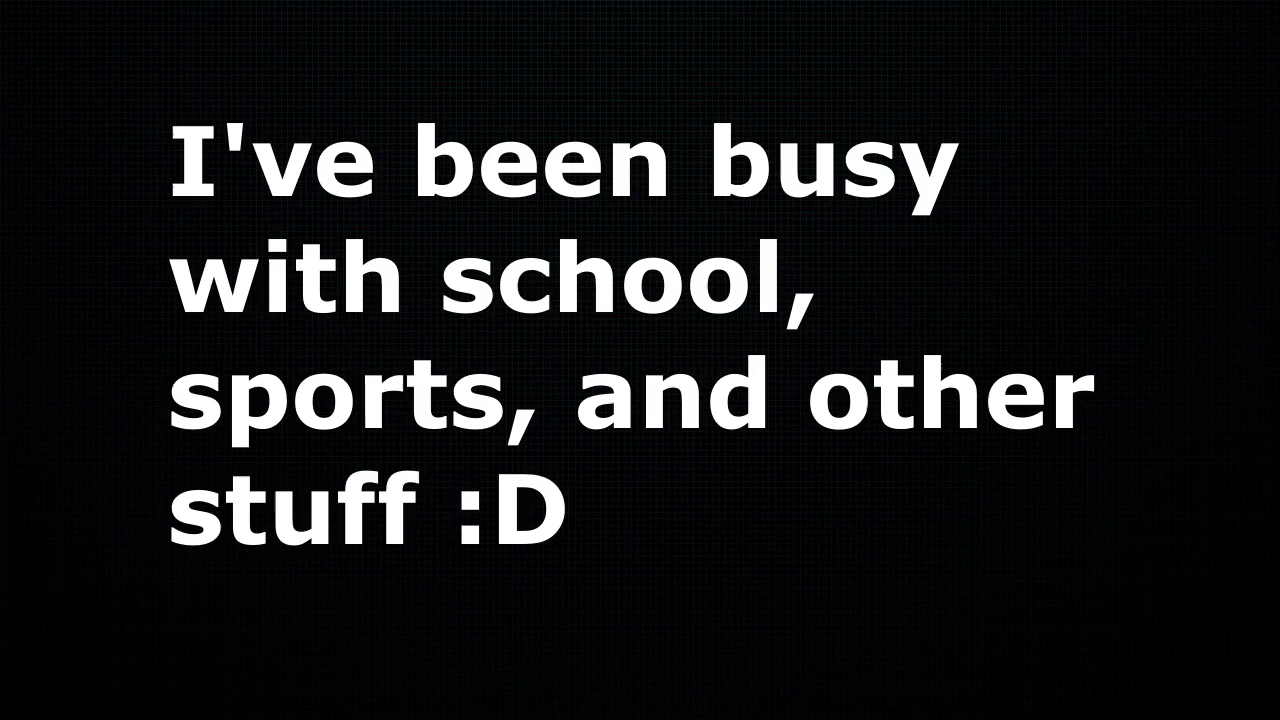 I've been busy
with school,
sports, and other
stuff :D